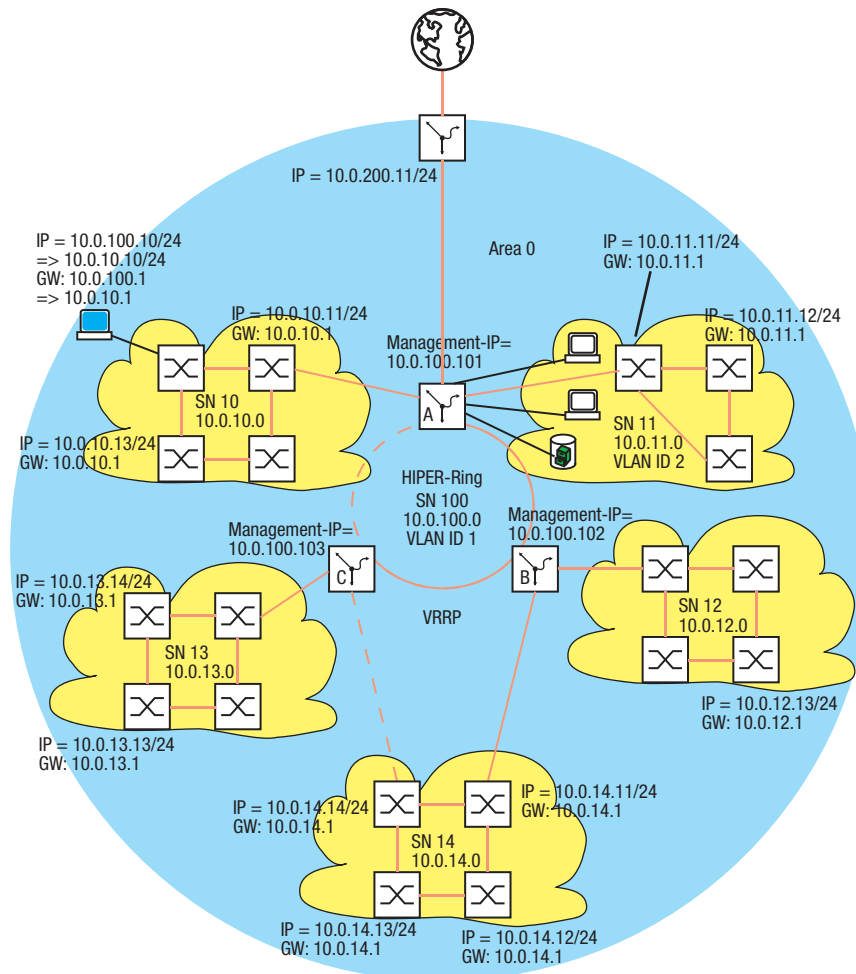 IP = 10.0.200.11/24
IP = 10.0.100.10/24
=> 10.0.10.10/24
GW: 10.0.100.1
=> 10.0.10.1
Area 0
IP = 10.0.11.11/24
GW: 10.0.11.1
IP = 10.0.10.11/24
GW: 10.0.10.1
IP = 10.0.11.12/24
GW: 10.0.11.1
Management-IP=
10.0.100.101
A
SN 10
10.0.10.0
SN 11
10.0.11.0
VLAN ID 2
IP = 10.0.10.13/24
GW: 10.0.10.1
HIPER-Ring
SN 100
10.0.100.0
VLAN ID 1
Management-IP=
10.0.100.103
Management-IP=
10.0.100.102
C
B
IP = 10.0.13.14/24
GW: 10.0.13.1
VRRP
SN 12
10.0.12.0
SN 13
10.0.13.0
IP = 10.0.12.13/24
GW: 10.0.12.1
IP = 10.0.13.13/24
GW: 10.0.13.1
IP = 10.0.14.14/24
GW: 10.0.14.1
IP = 10.0.14.11/24
GW: 10.0.14.1
SN 14
10.0.14.0
IP = 10.0.14.13/24
GW: 10.0.14.1
IP = 10.0.14.12/24
GW: 10.0.14.1